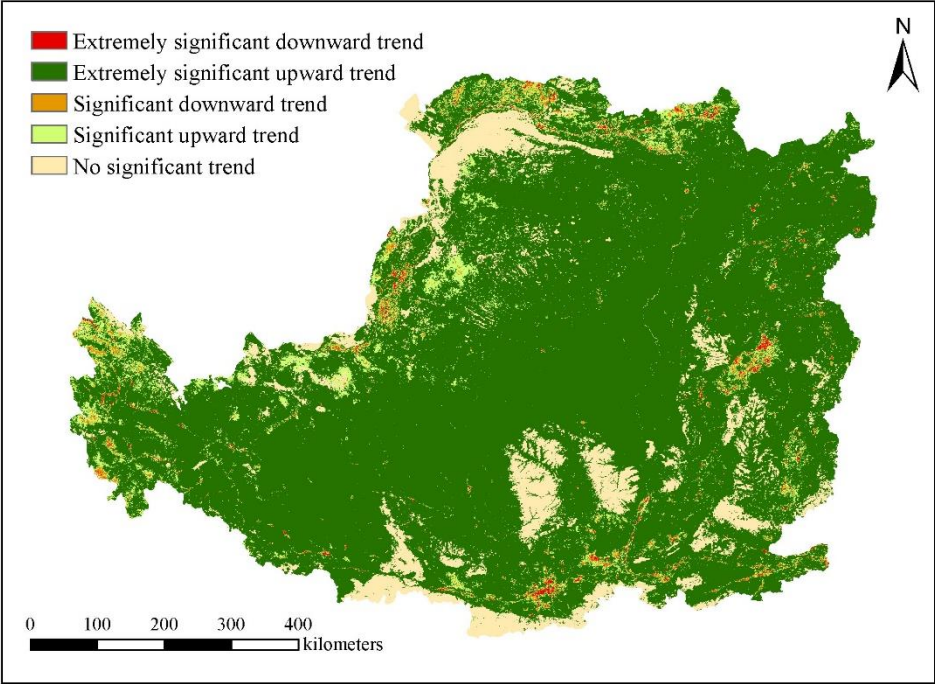 N
Extremely significant downward trend
Extremely significant upward trend
Significant downward trend
Significant upward trend
No significant trend
0 100 200 300 400
kilometers